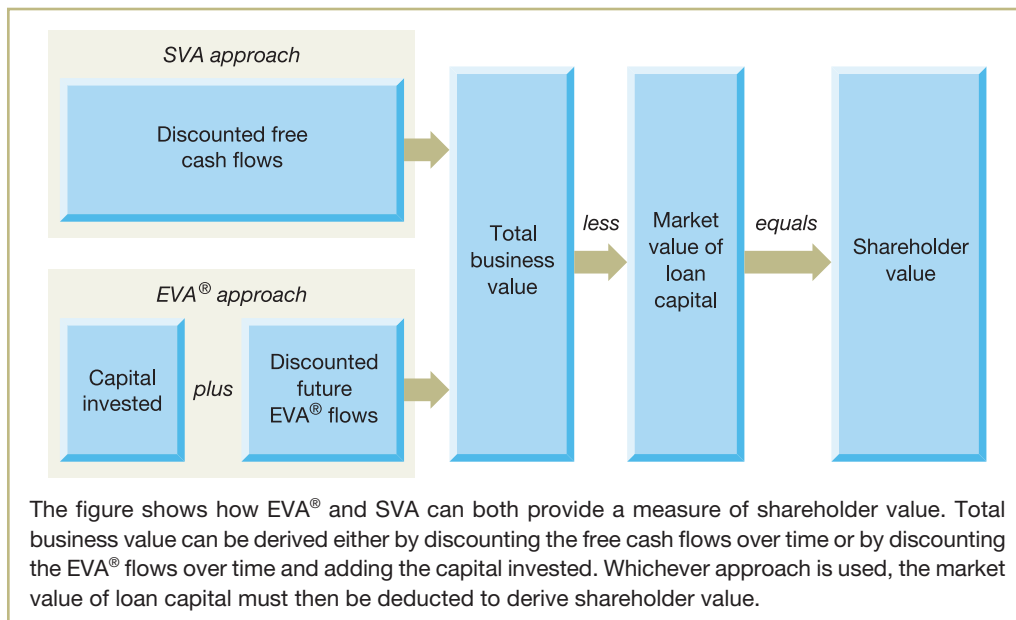 SVA approach
Discounted free
cash flows
EVA® approach
Capital
invested
plus
Discounted
future
EVA® flows
Total
business
value
less
Market
value of
loan
capital
equals
Shareholder
value
The figure shows how EVA® and SVA can both provide a measure of shareholder value. Total
business value can be derived either by discounting the free cash flows over time or by discounting
the EVA® flows over time and adding the capital invested. Whichever approach is used, the market
value of loan capital must then be deducted to derive shareholder value.